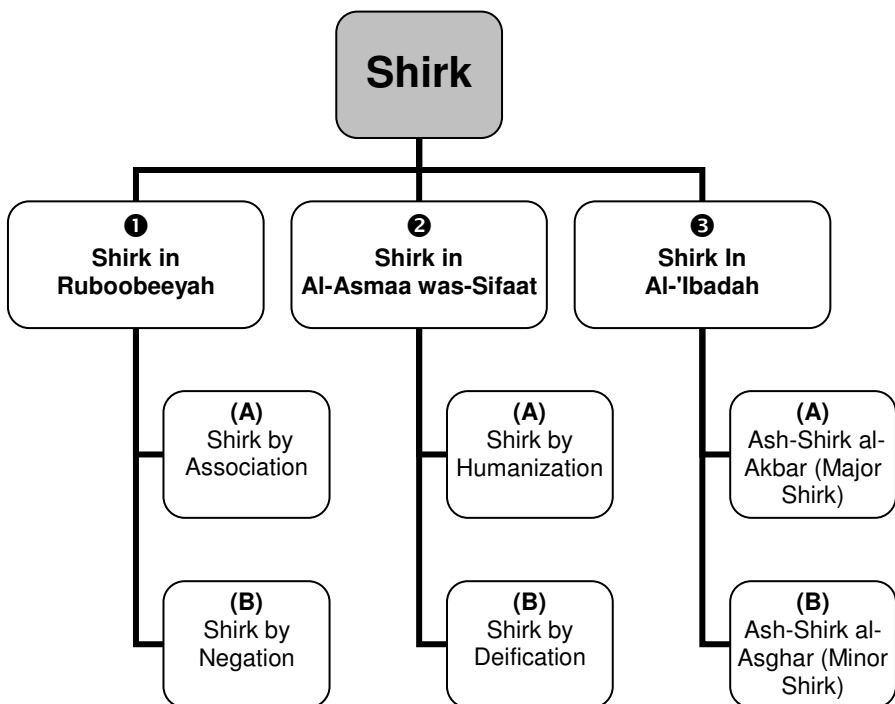 Shirk
❶
Shirk in
Ruboobeeyah
❷
Shirk in
Al-Asmaa was-Sifaat
❸
Shirk In
Al-'Ibadah
(A)
Shirk by
Association
(A)
Shirk by
Humanization
(A)
Ash-Shirk al-
Akbar (Major
Shirk)
(B)
Shirk by
Negation
(B)
Shirk by
Deification
(B)
Ash-Shirk al-
Asghar (Minor
Shirk)